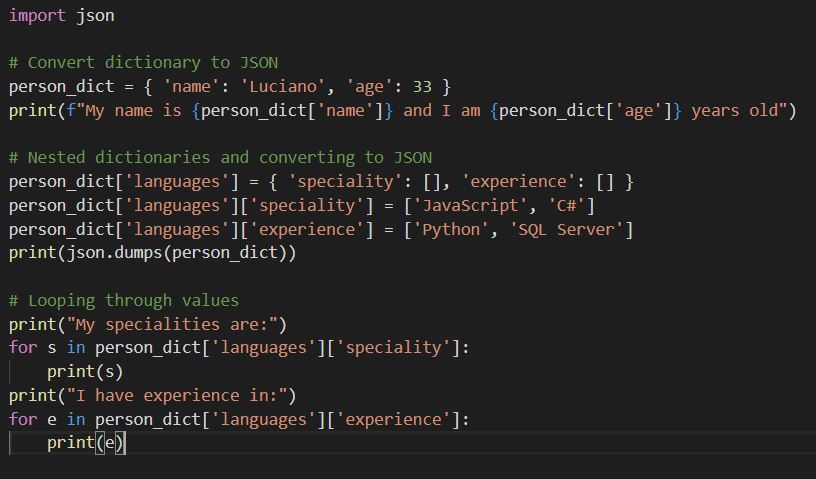 import json

# Convert dictionary to JSON
person_dict = { 'name': 'Luciano', 'age': 33 }
print(f"My name is {person_dict['name']} and I am {person_dict['age']} years old")

# Nested dictionaries and converting to JSON
person_dict['languages'] = { 'speciality': [], 'experience': [] }
person_dict['languages']['speciality'] = ['JavaScript', 'C#']
person_dict['languages']['experience'] = ['Python', 'SQL Server']
print(json.dumps(person_dict))

# Looping through values
print("My specialities are:")
for s in person_dict['languages']['speciality']:
    print(s)
print("I have experience in:")
for e in person_dict['languages']['experience']:
    print(e)